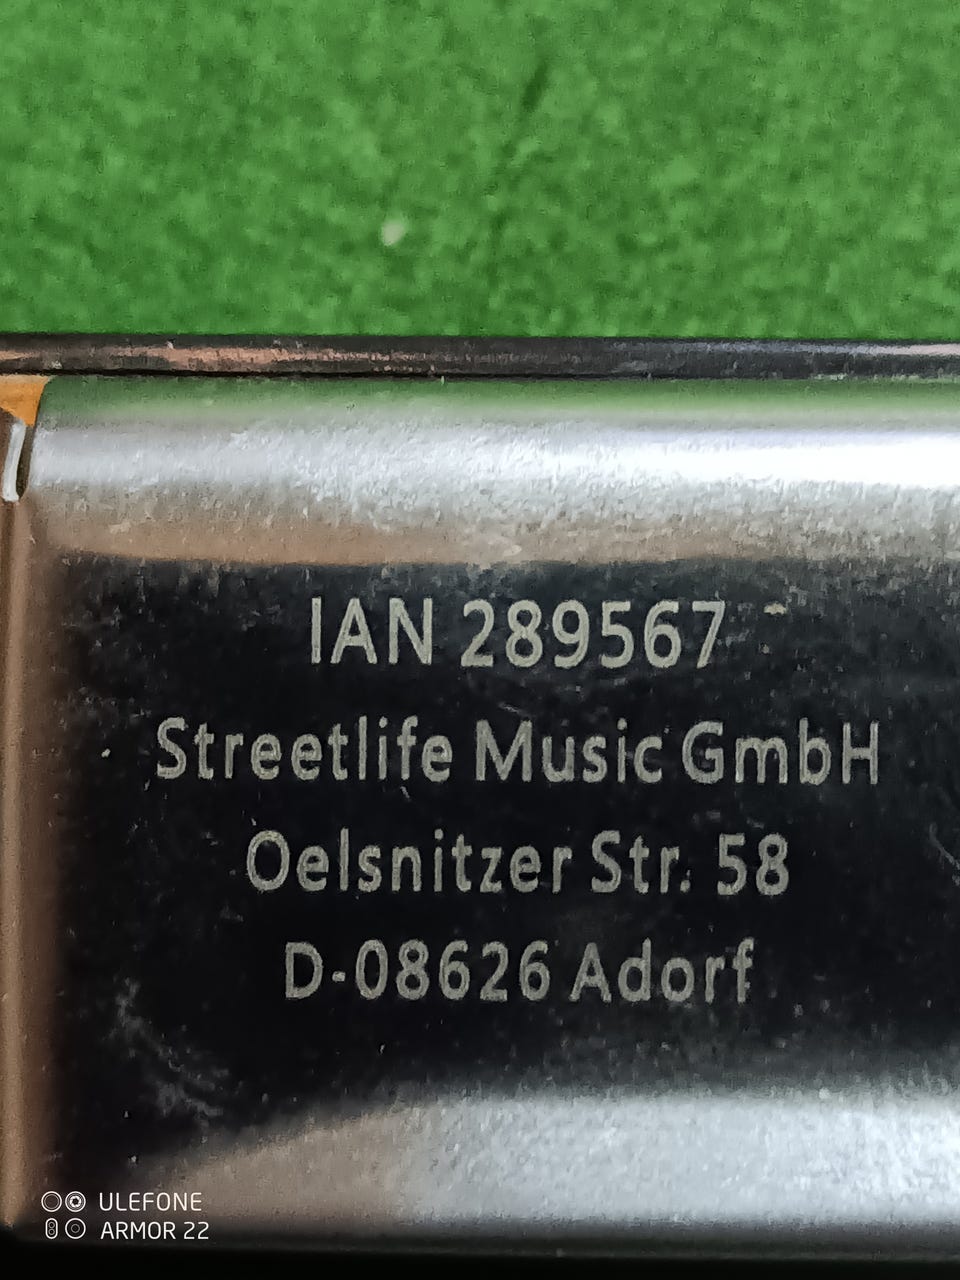 IAN 289567
Streetlife Music GmbH
Oelsnitzer Str. 58
D-08626 Adorf
ULEFONE
ARMOR 22